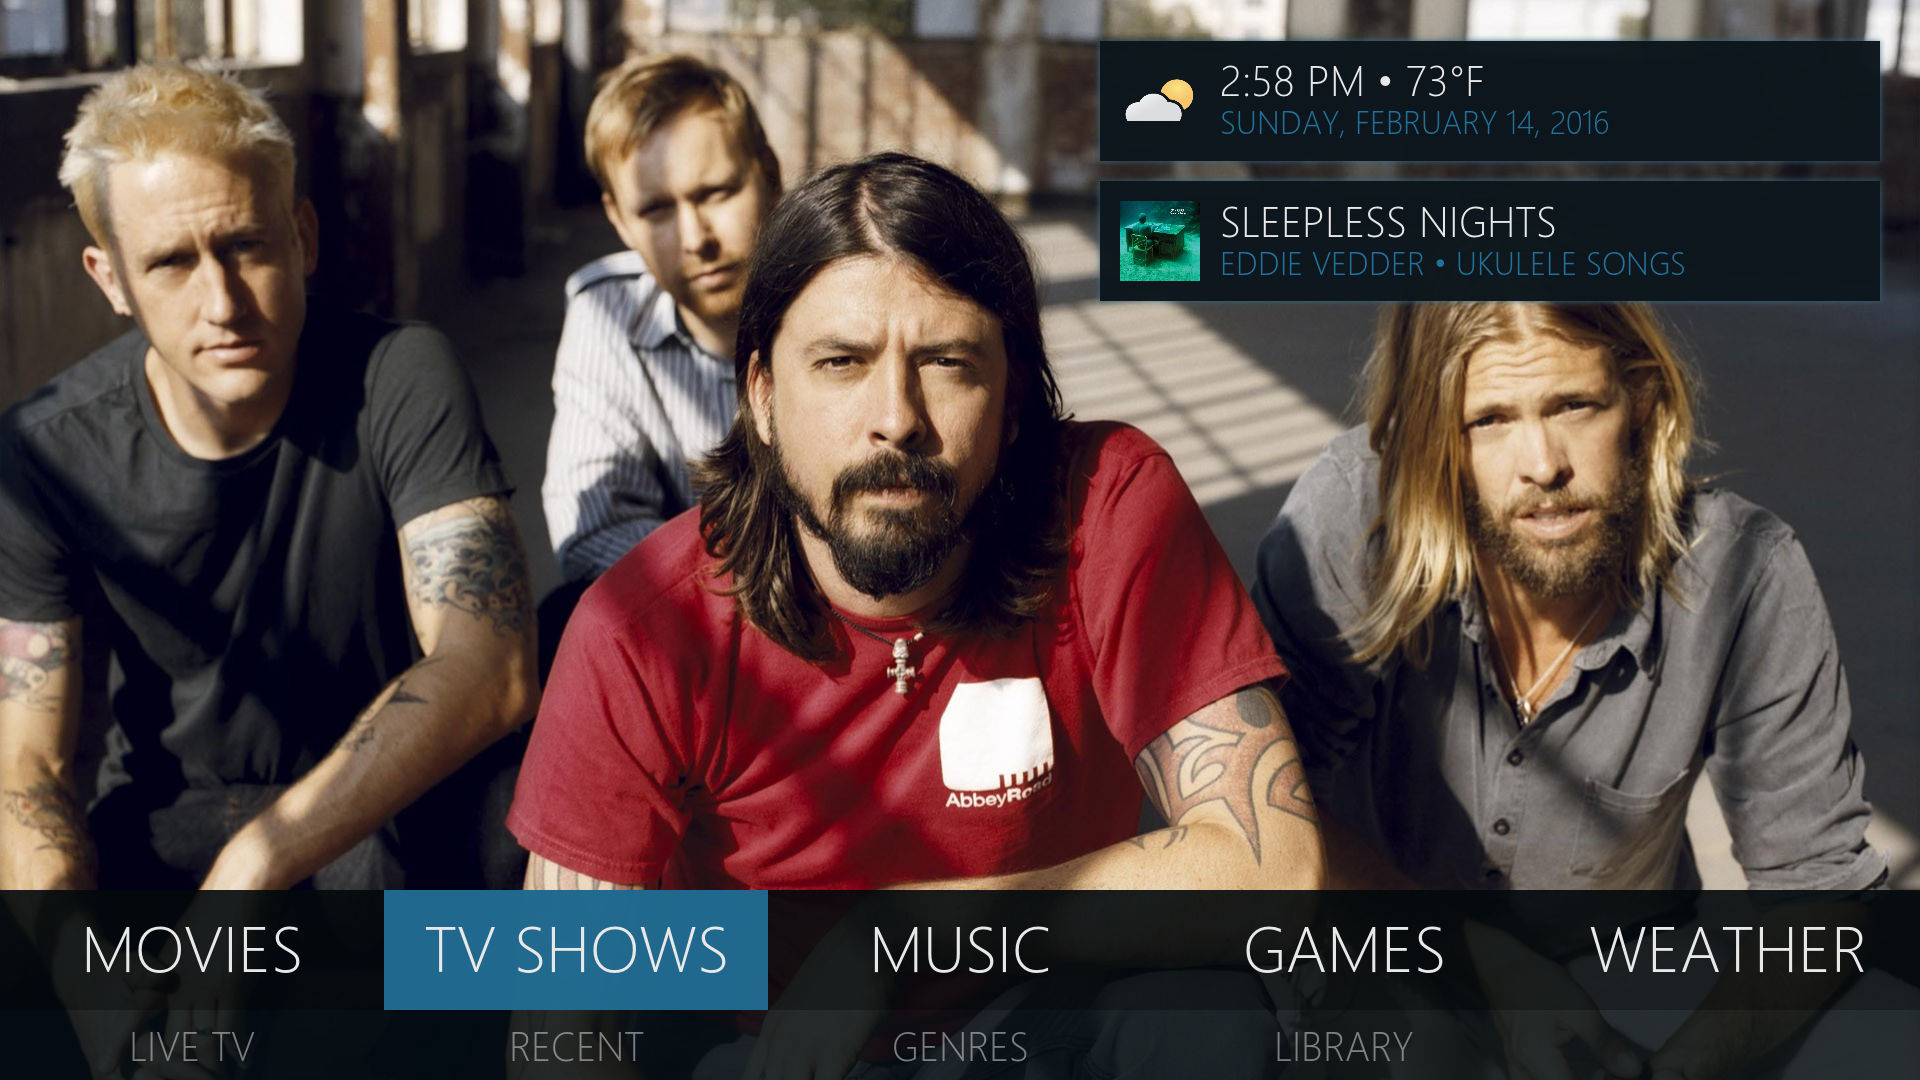 2:58 PM • 73°F
SUNDAY, FEBRUARY 14, 2016
SLEEPLESS NIGHTS
EDDIE VEDDER • UKULELE SONGS
AbbeyRoad
MOVIES
TV SHOWS
MUSIC
GAMES
WEATHER
LIVE TV
RECENT
GENRES
LIBRARY